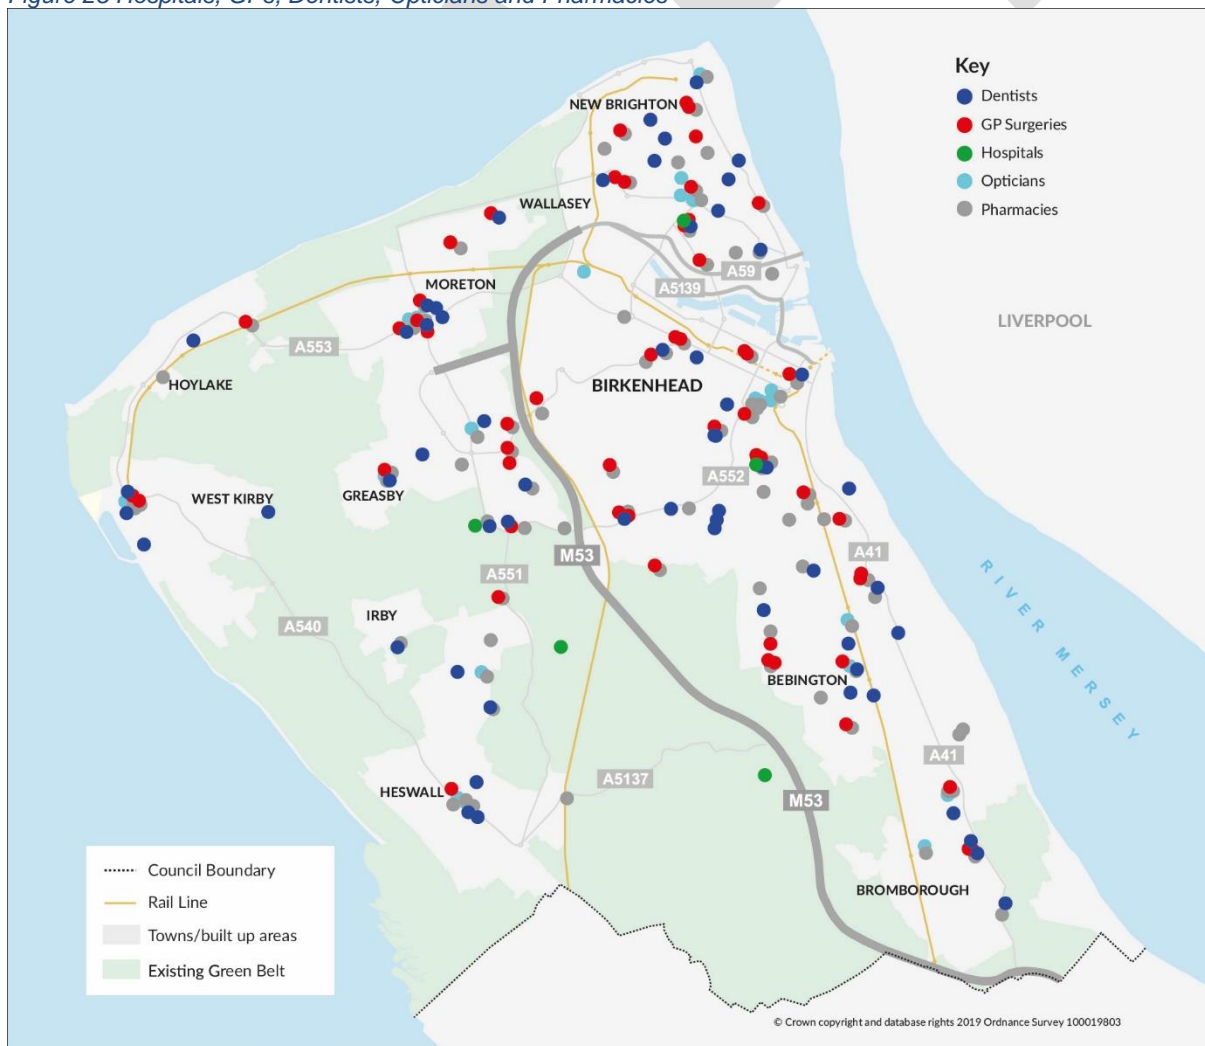 Figure 28 Hospitals, GPs, Dentists, Opticians and Pharmacies
Key
Dentists
GP Surgeries
Hospitals
Opticians
Pharmacies
NEW BRIGHTON
WALLASEY
MORETON
A59
A5139
LIVERPOOL
A553
HOYLAKE
BIRKENHEAD
WEST KIRBY
GREASBY
A552
M53
A41
A551
RIVER MERSEY
IRBY
A540
BEBINGTON
A41
HESWALL
A5137
M53
BROMBOROUGH
Council Boundary
Rail Line
Towns/built up areas
Existing Green Belt
© Crown copyright and database rights 2019 Ordnance Survey 100019803